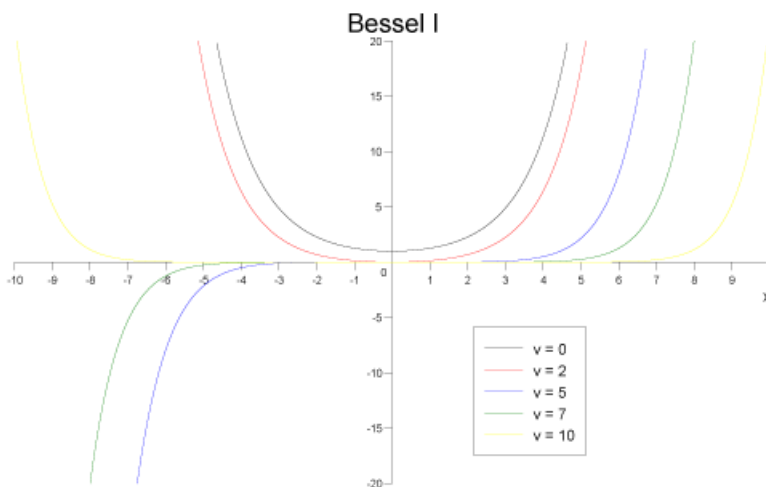 Bessel I
20
15
10
5
-10 -9 -8 -7 -6 -5 -4 -3 -2 -1 0 1 2 3 4 5 6 7 8 9
x
-5
-10
-15
-20
v = 0
v = 2
v = 5
v = 7
v = 10